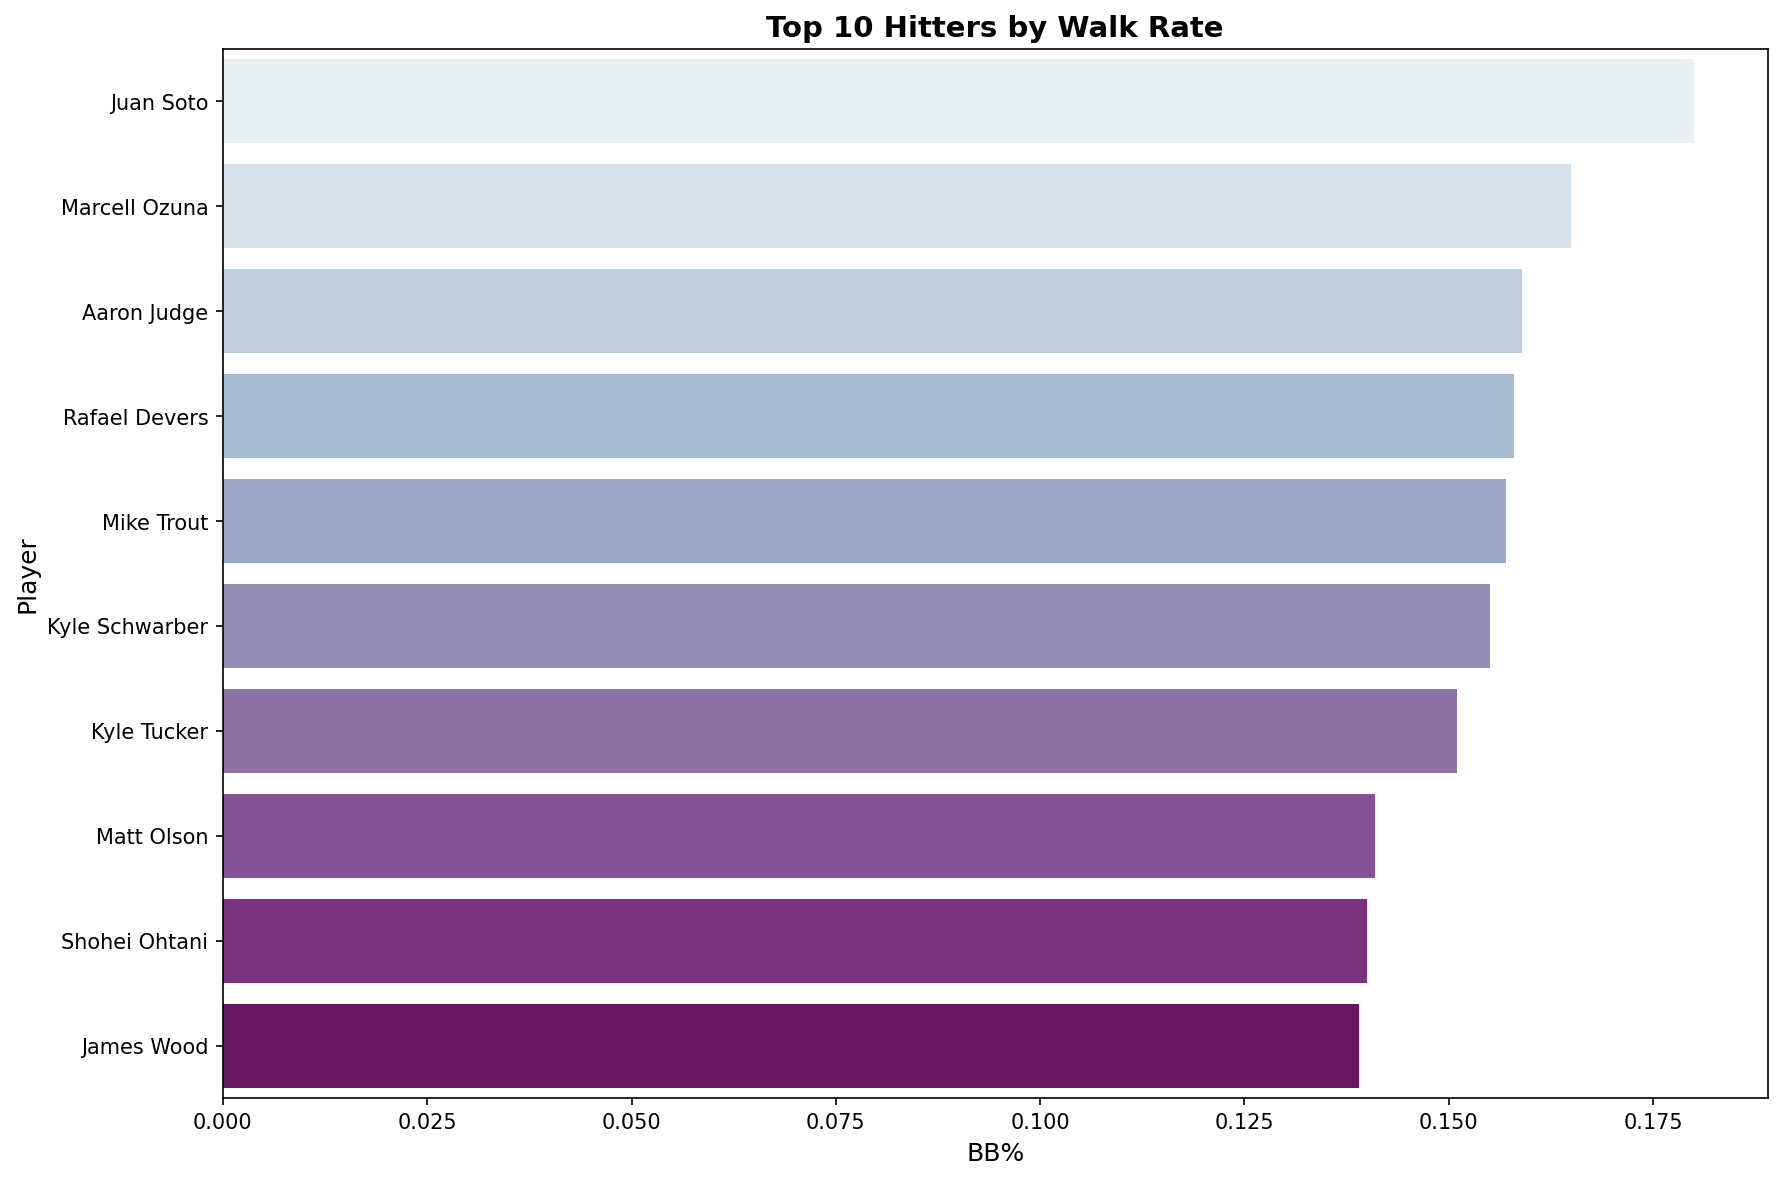 Top 10 Hitters by Walk Rate
Player
Juan Soto
Marcell Ozuna
Aaron Judge
Rafael Devers
Mike Trout
Kyle Schwarber
Kyle Tucker
Matt Olson
Shohei Ohtani
James Wood
0.000 0.025 0.050 0.075 0.100 0.125 0.150 0.175
BB%